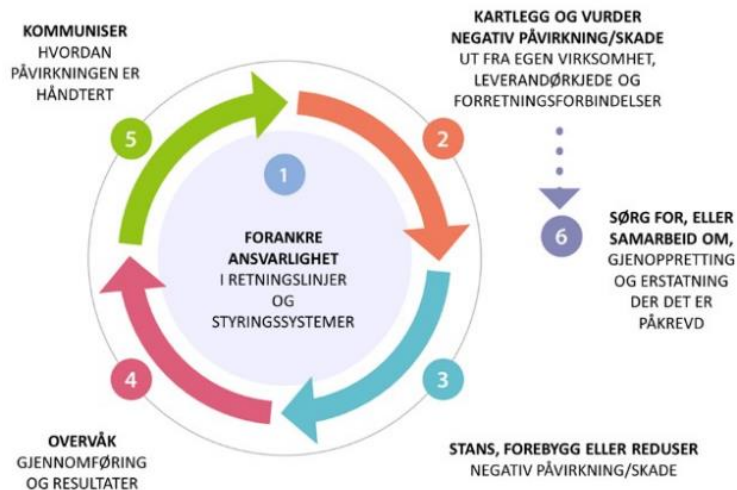 KOMMUNISER
HVORDAN
PÅVIRKNINGEN ER
HÅNDTERT
KARTLEGG OG VURDER
NEGATIV PÅVIRKNING/SKADE
UT FRA EGEN VIRKSOMHET,
LEVERANDØRKJEDE OG
FORRETNINGSFORBINDELSER
5
2
1
FORANKRE
ANSVARLIGHET
I RETNINGSLINJER
OG
STYRINGSSYSTEMER
6
SØRG FOR, ELLER
SAMARBEID OM,
GJENOPPRETTING
OG ERSTATNING
DER DET ER
PÅKREVD
4
3
OVERVÅK
GJENNOMFØRING
OG RESULTATER
STANS, FOREBYGG ELLER REDUSER
NEGATIV PÅVIRKNING/SKADE